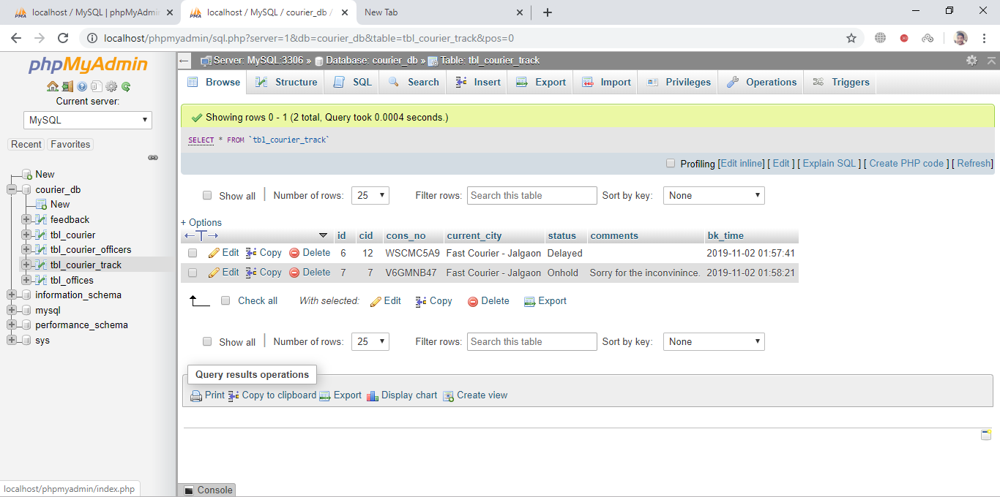 localhost / MySQL | phpMyAdmi
localhost / MySQL / courier_db /
New Tab
localhost/phpmyadmin/sql.php?server=1&db=courier_db&table=tbl_courier_track&pos=0
phpMyAdmin
Current server:
MySQL
Recent Favorites
New
courier_db
New
feedback
tbl_courier
tbl_courier_officers
tbl_courier_track
tbl_offices
information_schema
mysql
performance_schema
sys
localhost/phpmyadmin/index.php
Server: MySQL:3306 » Database: courier_db » Table: tbl_courier_track
Browse Structure SQL Search Insert Export Import Privileges Operations Triggers
Showing rows 0 - 1 (2 total, Query took 0.0004 seconds.)
SELECT * FROM `tbl_courier_track`
Profiling [Edit inline] [ Edit ] [ Explain SQL ] [ Create PHP code ] [ Refresh]
Show all Number of rows: 25 Filter rows: Search this table Sort by key: None
+ Options
←T→ id cid cons_no current_city status comments bk_time
Edit Copy Delete 6 12 WSCMC5A9 Fast Courier - Jalgaon Delayed 2019-11-02 01:57:41
Edit Copy Delete 7 7 V6GMNB47 Fast Courier - Jalgaon Onhold Sorry for the inconvinince. 2019-11-02 01:58:21
Check all With selected: Edit Copy Delete Export
Show all Number of rows: 25 Filter rows: Search this table Sort by key: None
Query results operations
Print Copy to clipboard Export Display chart Create view
Console